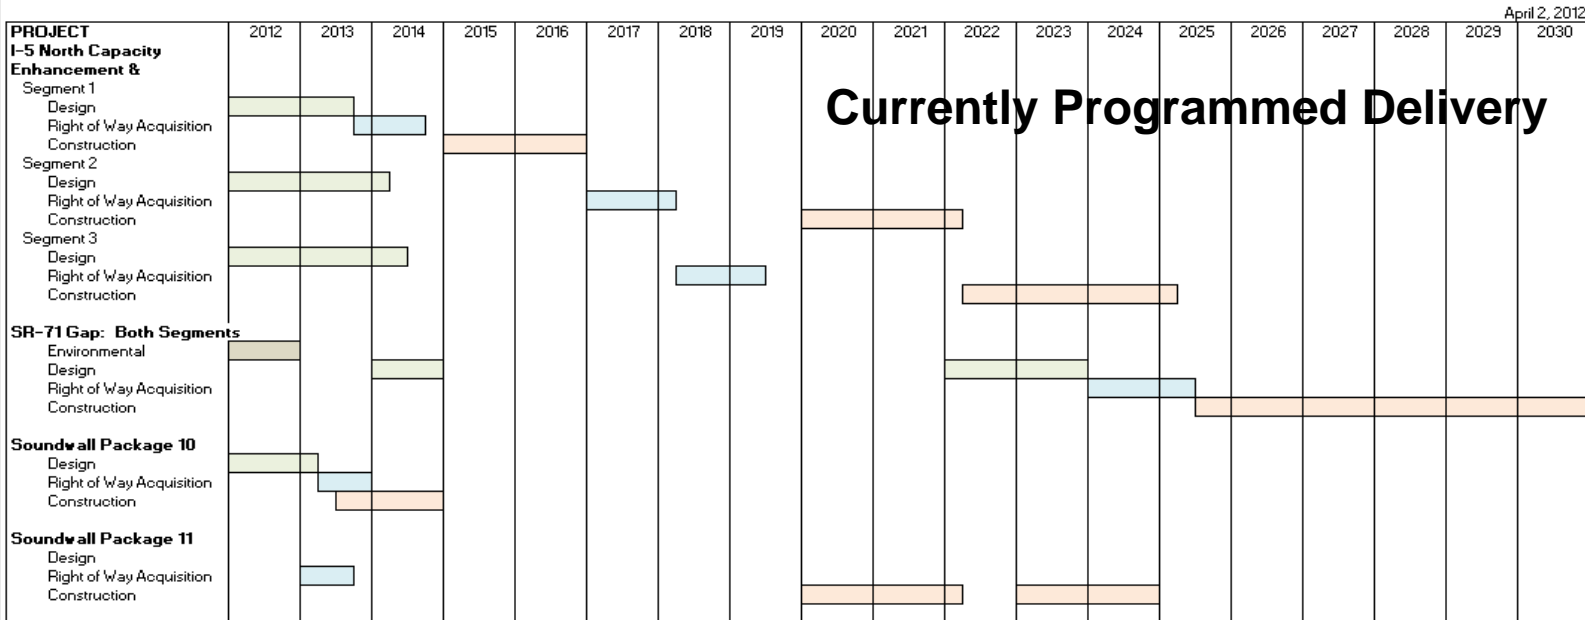 April 2, 2012
PROJECT 2012 2013 2014 2015 2016 2017 2018 2019 2020 2021 2022 2023 2024 2025 2026 2027 2028 2029 2030
I-5 North Capacity
Enhancement &
Segment 1
Design
Currently Programmed Delivery
Right of Way Acquisition
Construction
Segment 2
Design
Right of Way Acquisition
Construction
Segment 3
Design
Right of Way Acquisition
Construction
SR-71 Gap: Both Segments
Environmental
Design
Right of Way Acquisition
Construction
Soundwall Package 10
Design
Right of Way Acquisition
Construction
Soundwall Package 11
Design
Right of Way Acquisition
Construction